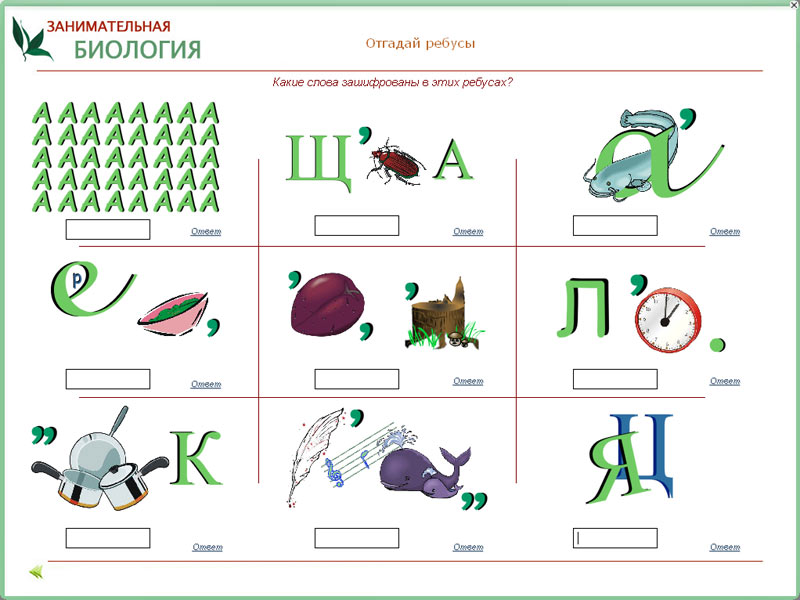 ЗАНИМАТЕЛЬНАЯ
БИОЛОГИЯ
Отгадай ребусы
Какие слова зашифрованы в этих ребусах?
А А А А А А А А
А А А А А А А А
А А А А А А А А
А А А А А А А А
А А А А А А А А
Щ , А
а ,
Ответ Ответ Ответ
е р ,
, , ,
Л , .
Ответ Ответ Ответ
,, К
, ,,
Я Ц
Ответ Ответ Ответ